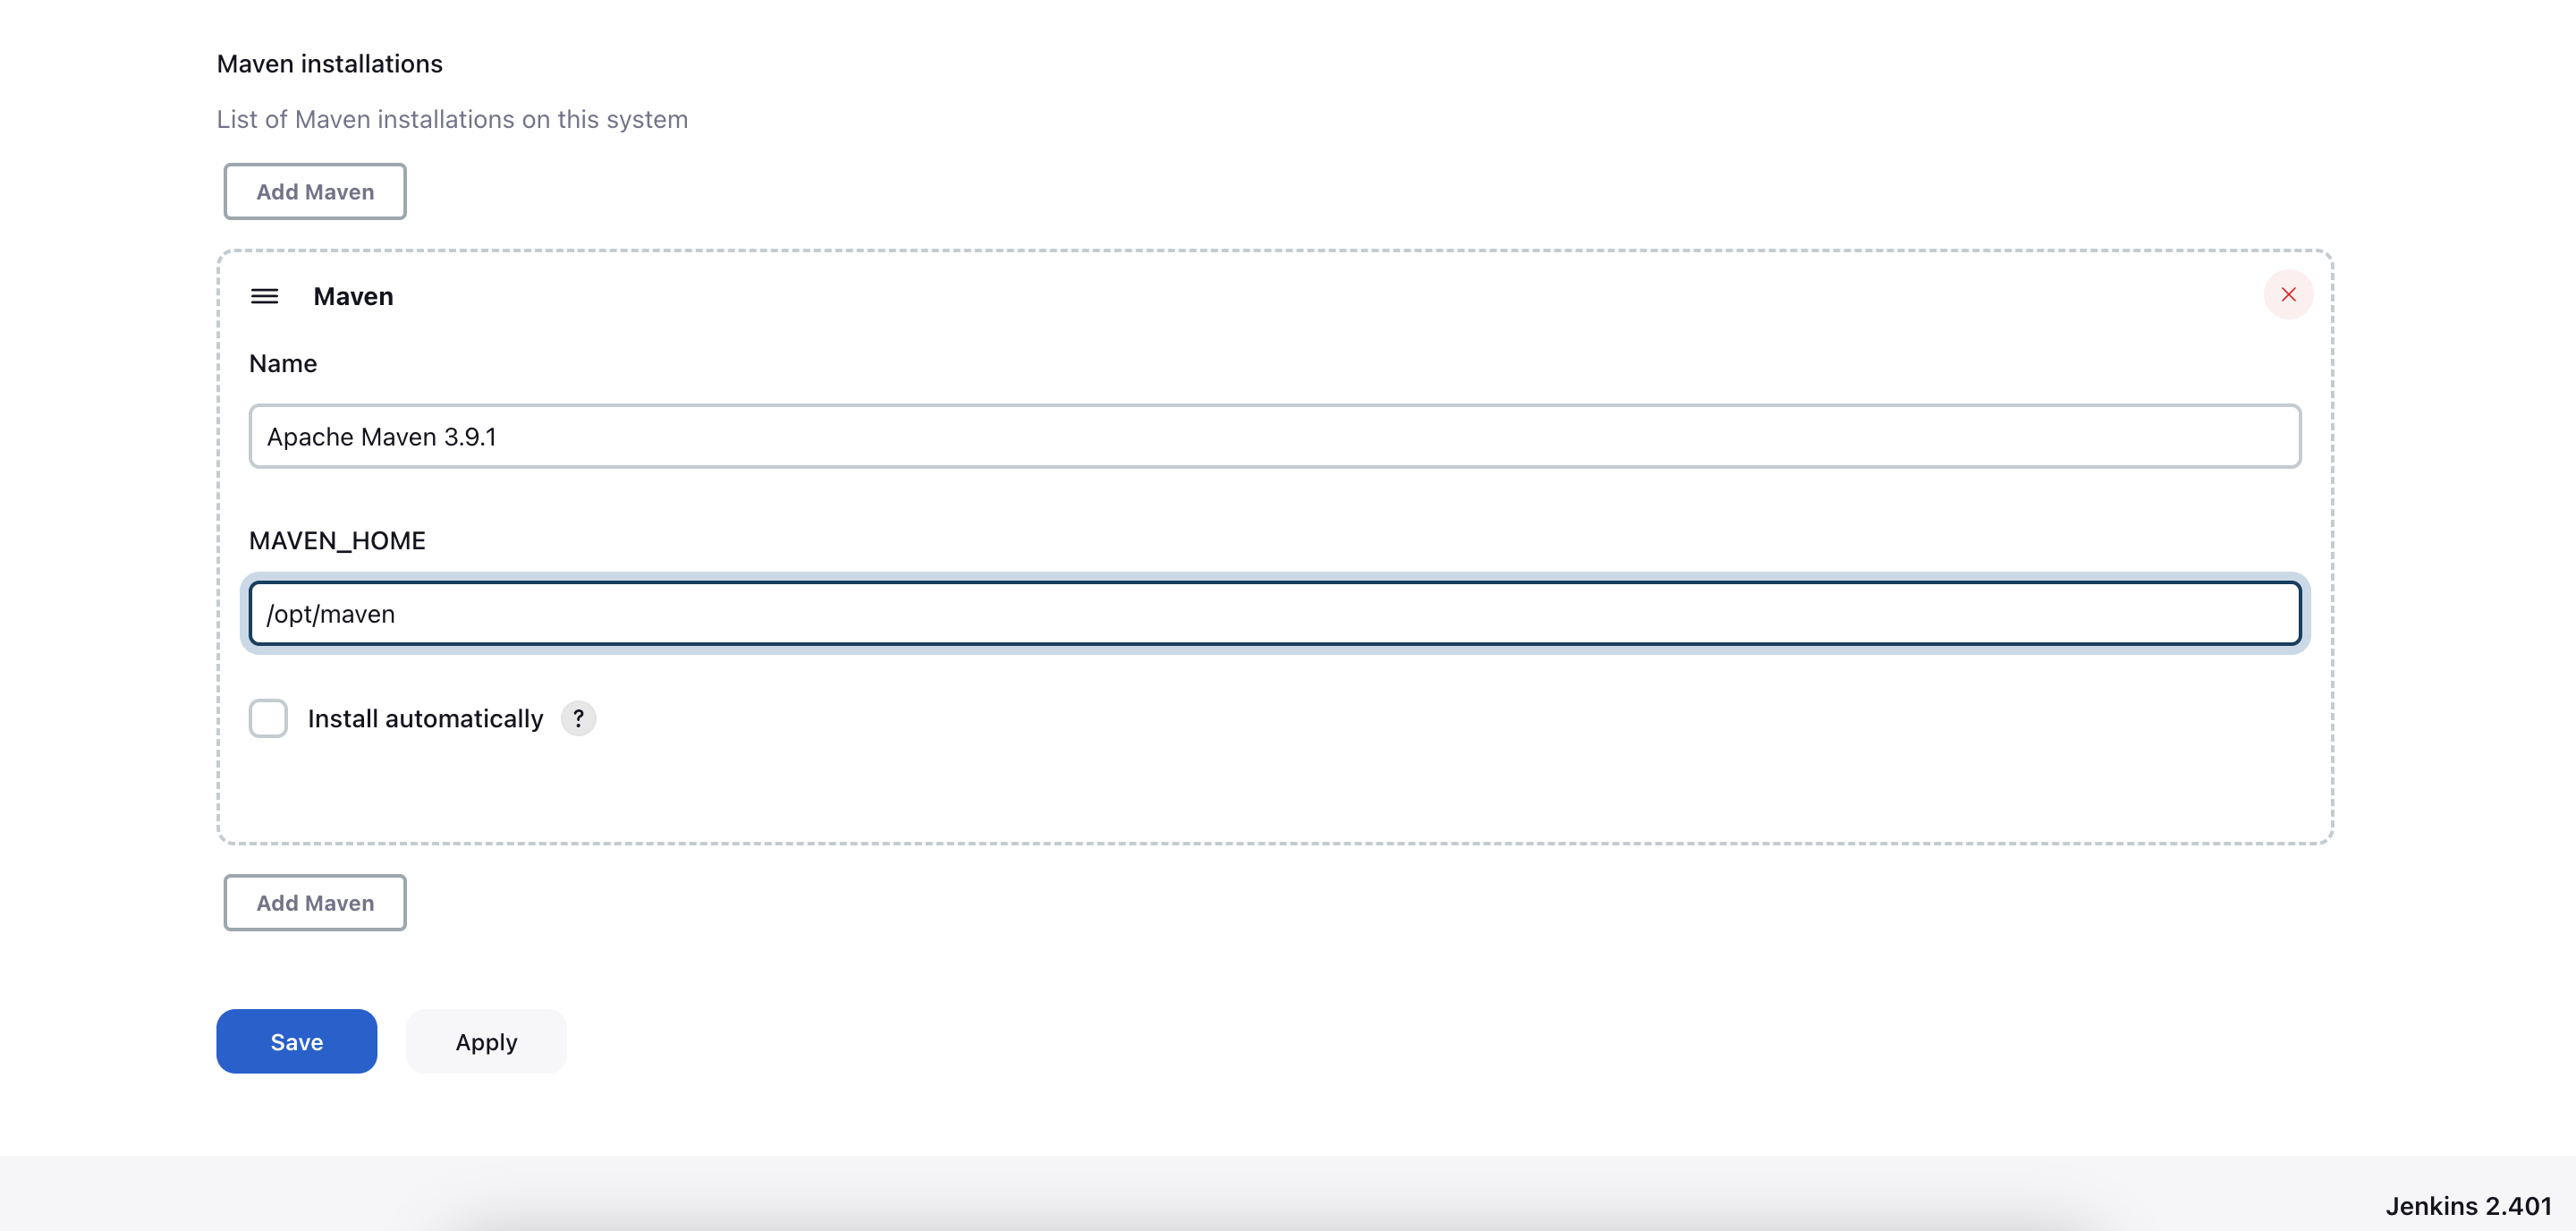 Maven installations
List of Maven installations on this system
Add Maven
Maven
Name
Apache Maven 3.9.1
MAVEN_HOME
/opt/maven
Install automatically ?
Add Maven
Save Apply
Jenkins 2.401